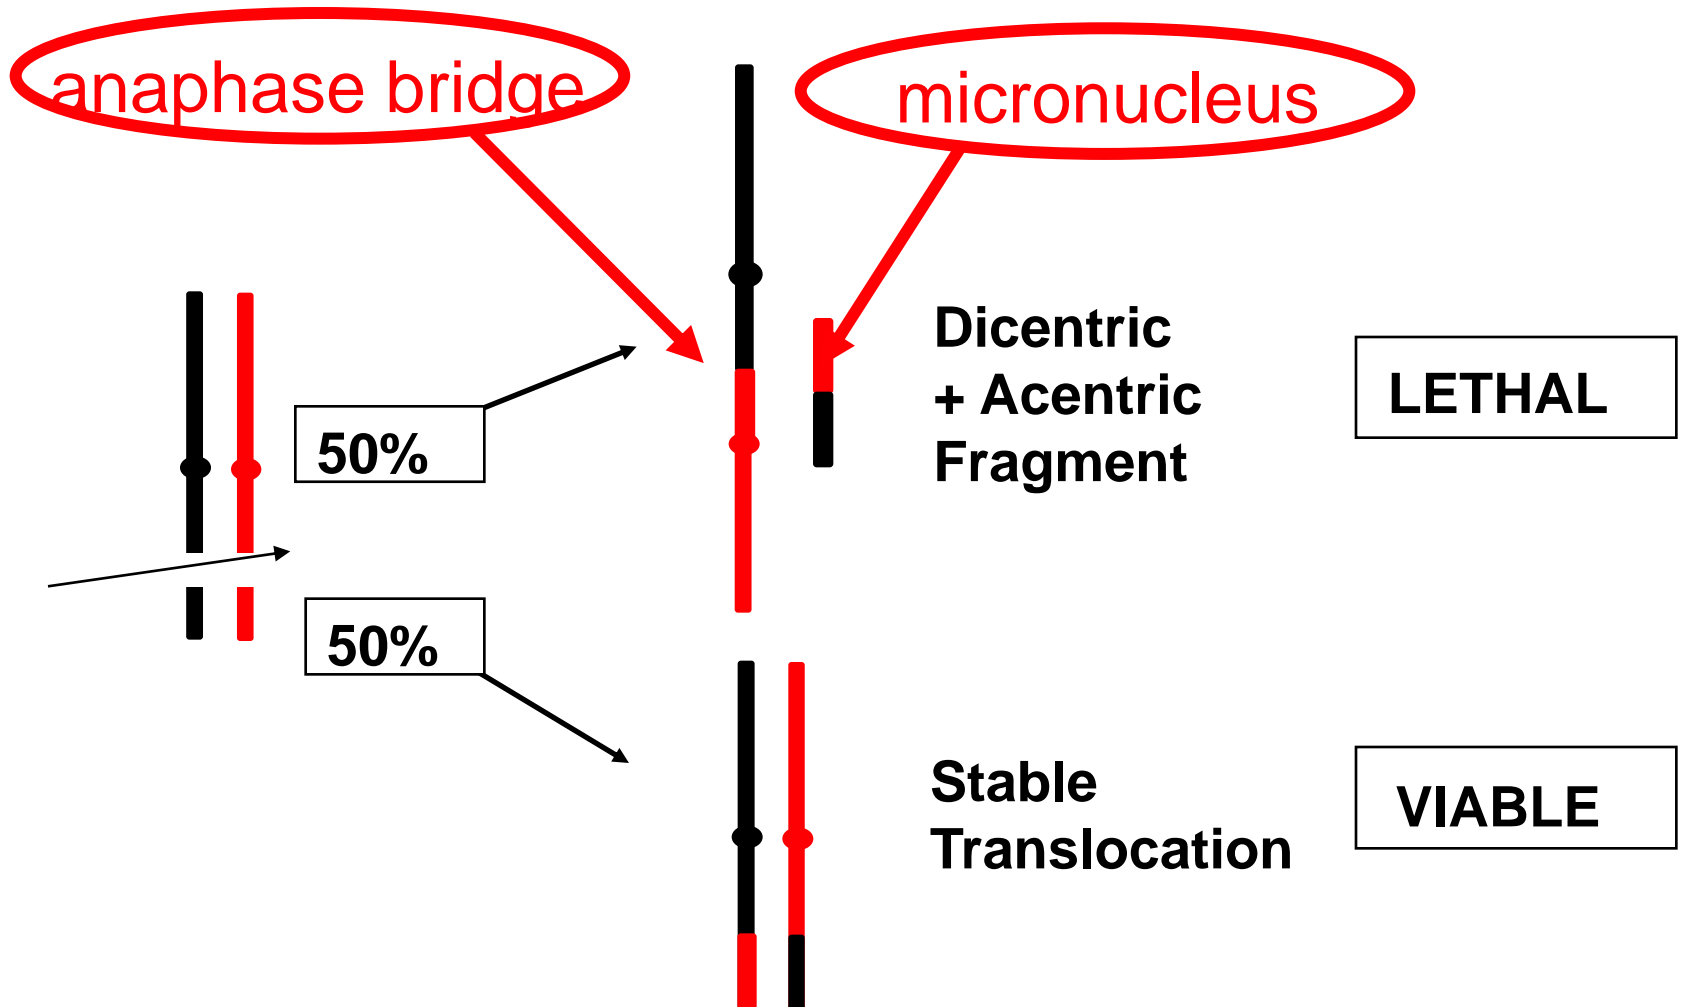 anaphase bridge
micronucleus
50%
Dicentric
+ Acentric
Fragment
LETHAL
50%
Stable
Translocation
VIABLE